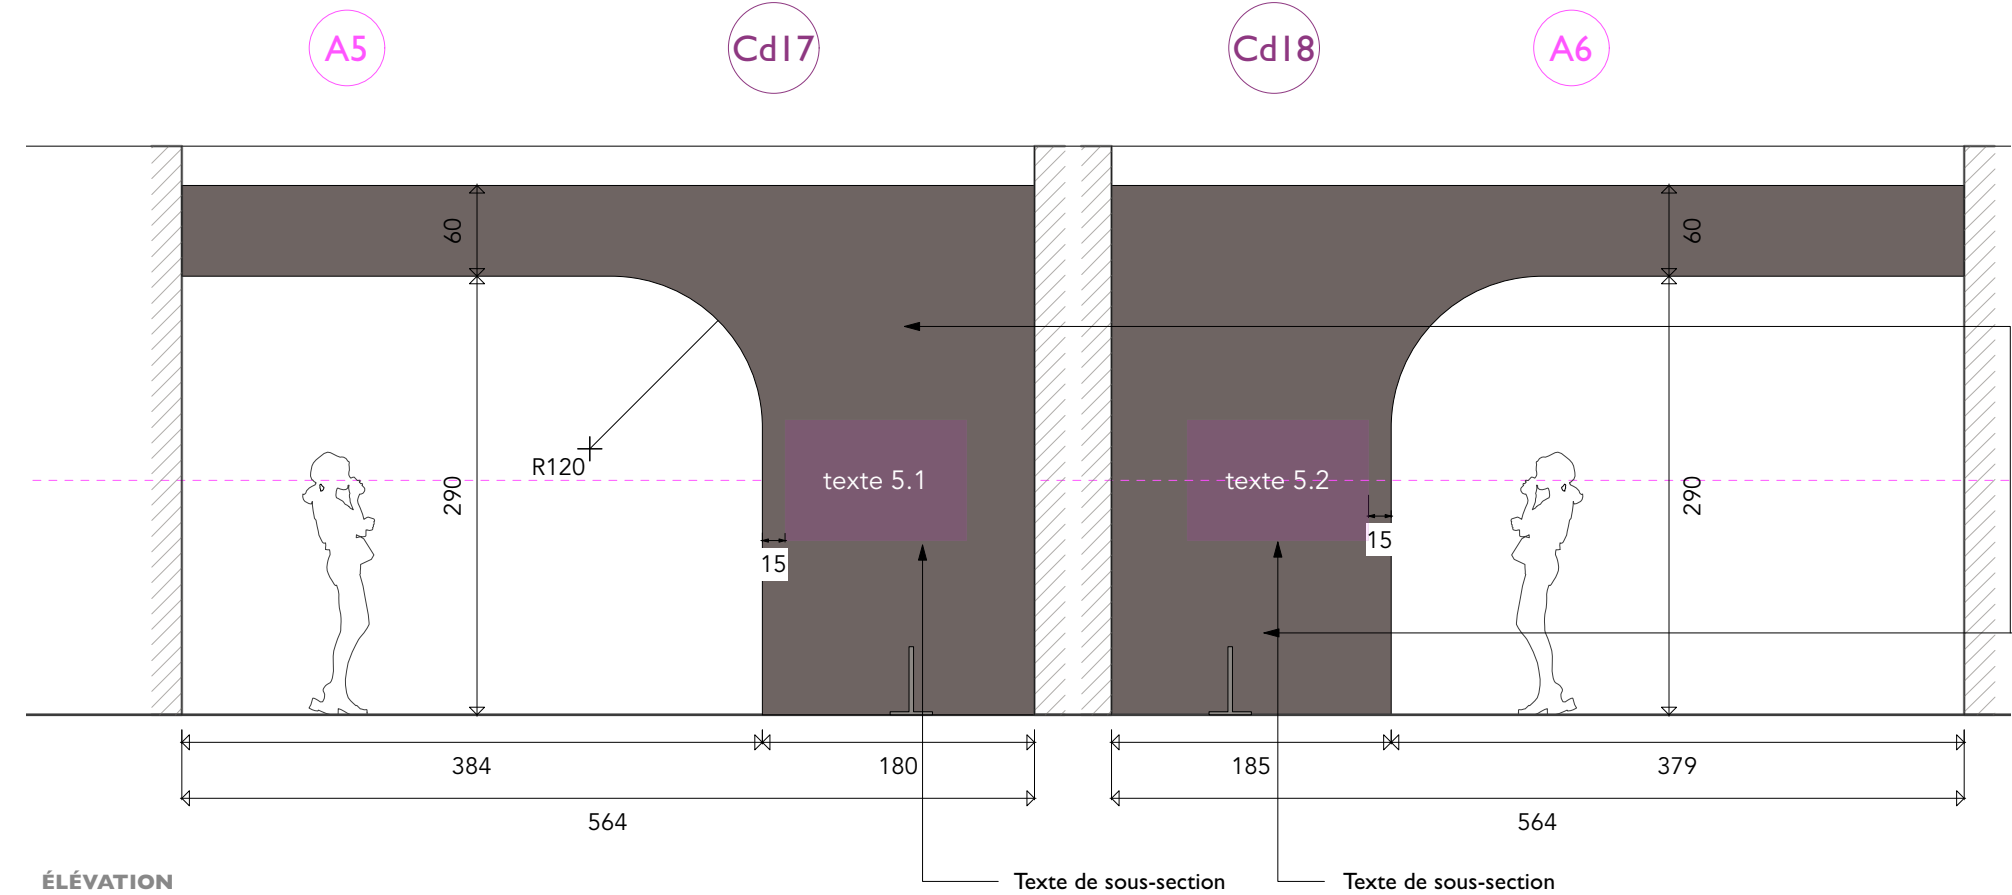 A5
Cd17
Cd18
A6
60
60
R120
290
texte 5.1
texte 5.2
290
15
15
384
180
185
379
564
564
ÉLÉVATION
Texte de sous-section
Texte de sous-section